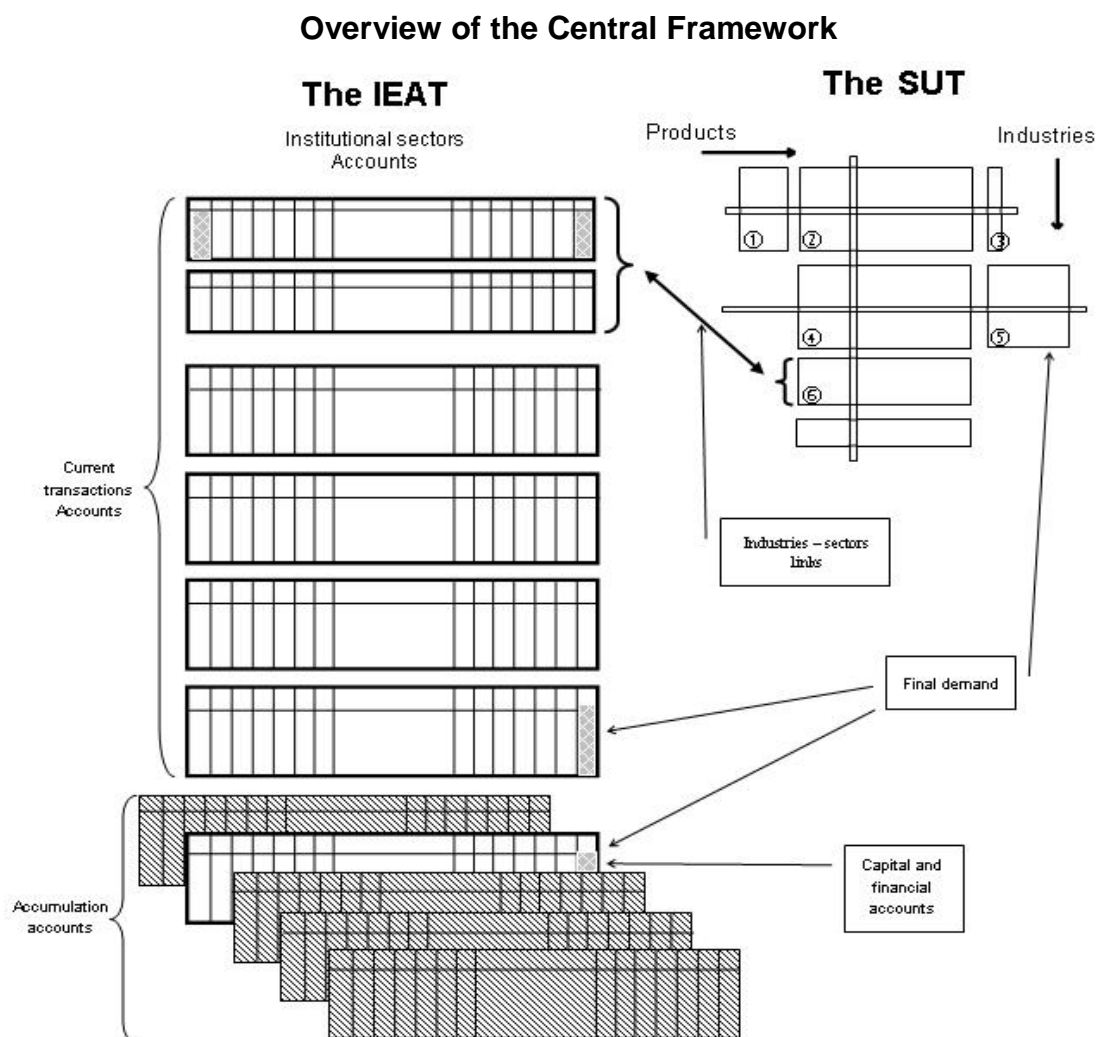 Overview of the Central Framework
The IEAT
The SUT
Institutional sectors
Accounts
Products
Industries
①
②
③
④
⑤
⑥
Current
transactions
Accounts
Industries – sectors
links
Final demand
Capital and
financial
accounts
Accumulation
accounts